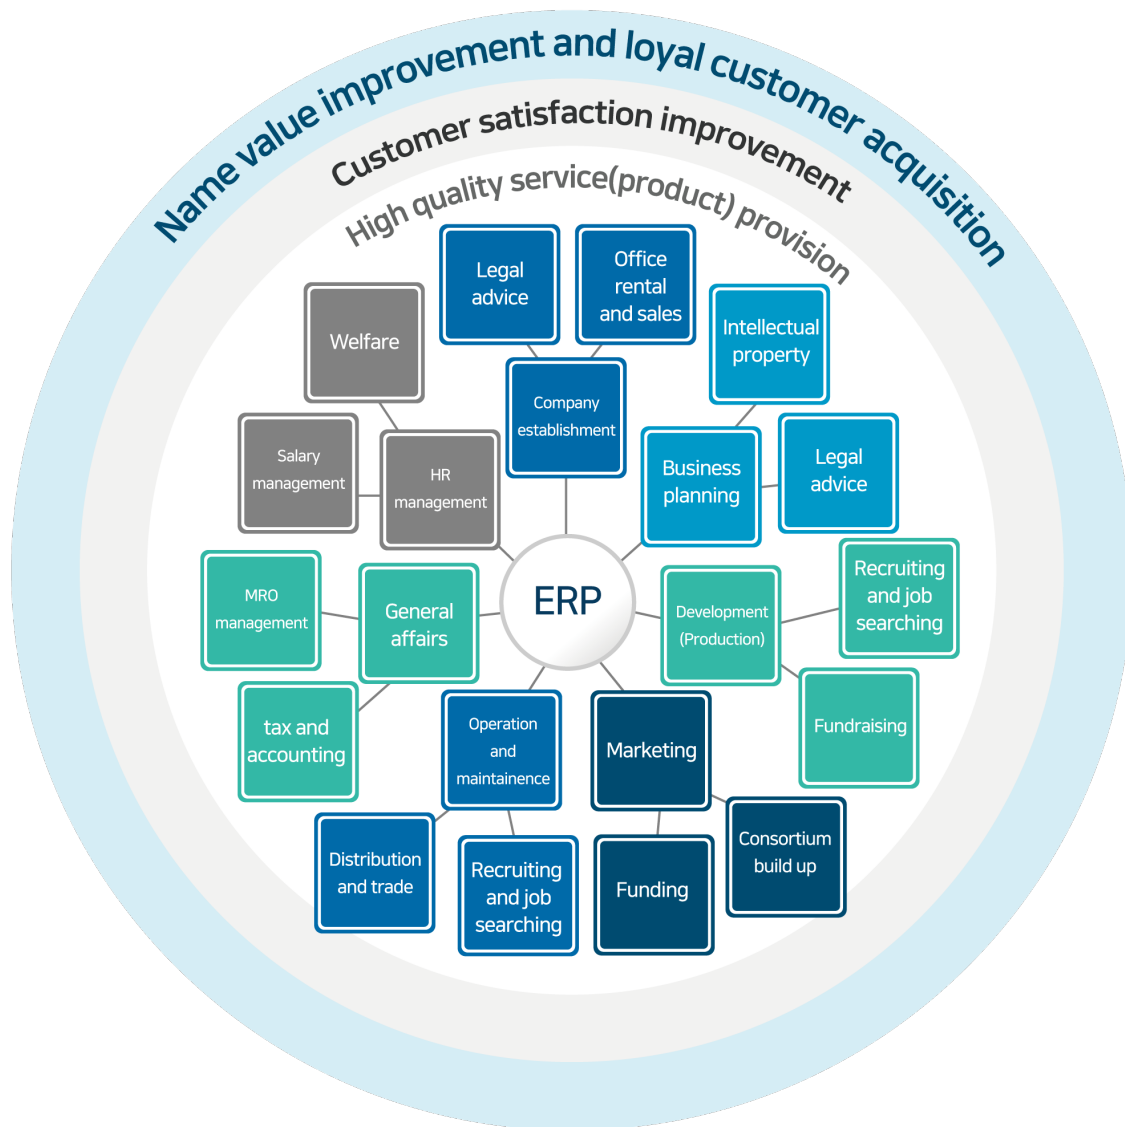 Name value improvement and loyal customer acquisition
Customer satisfaction improvement
High quality service(product) provision
Legal
advice
Office
rental
and sales
Welfare
Intellectual
property
Company
establishment
Salary
management
HR
management
Business
planning
Legal
advice
MRO
management
General
affairs
ERP
Development
(Production)
Recruiting
and job
searching
tax and
accounting
Operation
and
maintainence
Marketing
Fundraising
Distribution
and trade
Recruiting
and job
searching
Funding
Consortium
build up